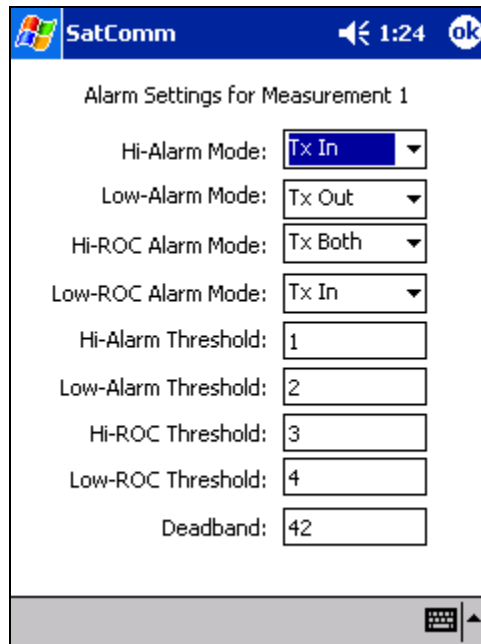 SatComm 1:24 ok
Alarm Settings for Measurement 1
Hi-Alarm Mode: Tx In
Low-Alarm Mode: Tx Out
Hi-ROC Alarm Mode: Tx Both
Low-ROC Alarm Mode: Tx In
Hi-Alarm Threshold: 1
Low-Alarm Threshold: 2
Hi-ROC Threshold: 3
Low-ROC Threshold: 4
Deadband: 42